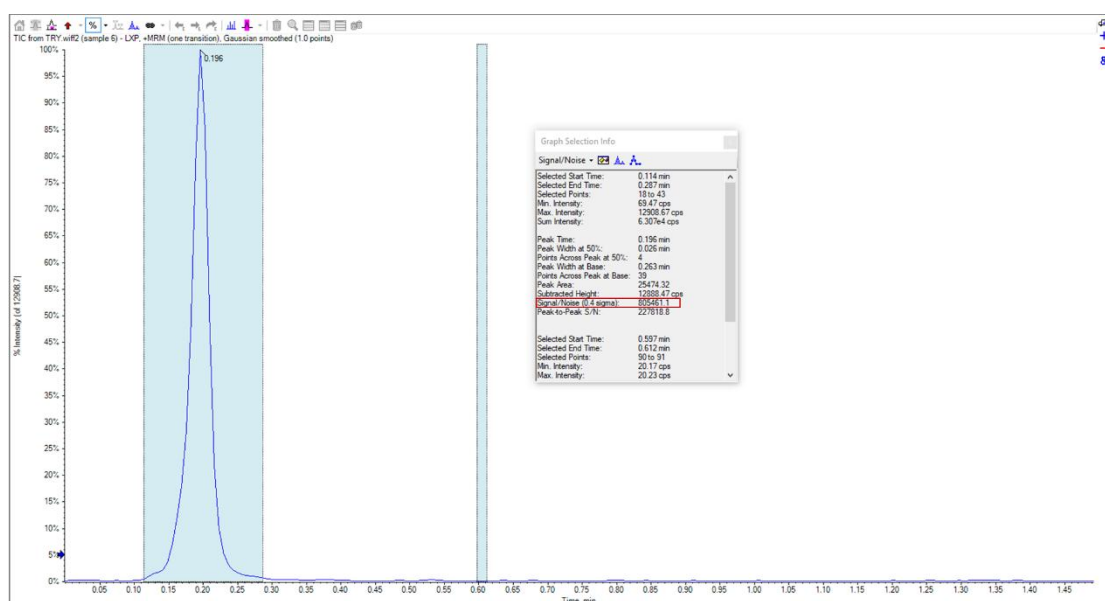 %
TIC from TRY.wiff2 (sample 6) - LXP, +MRM (one transition), Gaussian smoothed (1.0 points)
100%
95%
90%
85%
80%
75%
70%
65%
60%
55%
50%
45%
40%
35%
30%
25%
20%
15%
10%
5%
0%
% Intensity (of 12908.7)
0.196
Graph Selection Info
Signal/Noise
Selected Start Time: 0.114 min
Selected End Time: 0.287 min
Selected Points: 18 to 43
Min. Intensity: 69.47 cps
Max. Intensity: 12908.67 cps
Sum Intensity: 6.307e4 cps
Peak Time: 0.196 min
Peak Width at 50%: 0.026 min
Points Across Peak at 50%: 4
Peak Width at Base: 0.263 min
Points Across Peak at Base: 39
Peak Area: 25474.32
Subtracted Height: 12888.47 cps
Signal/Noise (0.4 sigma): 805461.1
Peak-to-Peak S/N: 227818.8
Selected Start Time: 0.597 min
Selected End Time: 0.612 min
Selected Points: 90 to 91
Min. Intensity: 20.17 cps
Max. Intensity: 20.23 cps
0.05 0.10 0.15 0.20 0.25 0.30 0.35 0.40 0.45 0.50 0.55 0.60 0.65 0.70 0.75 0.80 0.85 0.90 0.95 1.00 1.05 1.10 1.15 1.20 1.25 1.30 1.35 1.40 1.45
Time, min